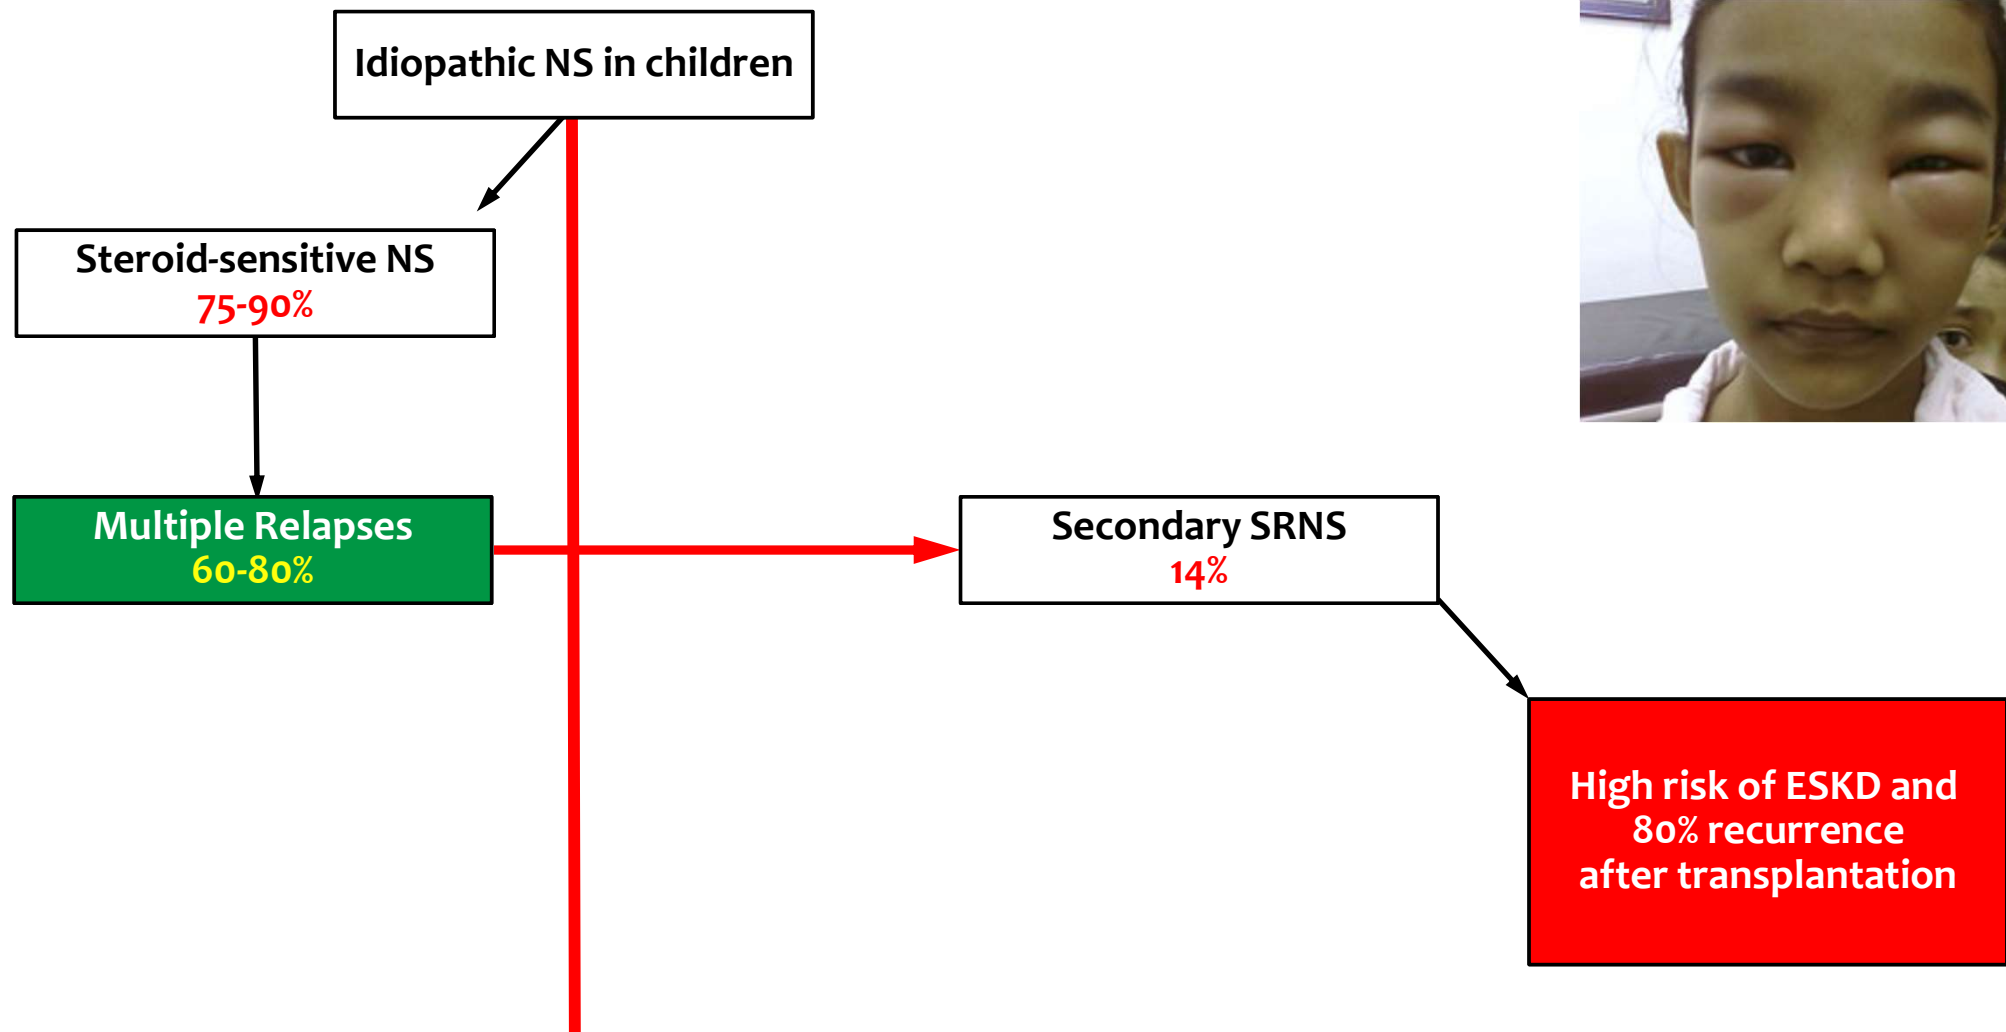 Idiopathic NS in children
Steroid-sensitive NS
75-90%
Multiple Relapses
60-80%
Secondary SRNS
14%
High risk of ESKD and
80% recurrence
after transplantation